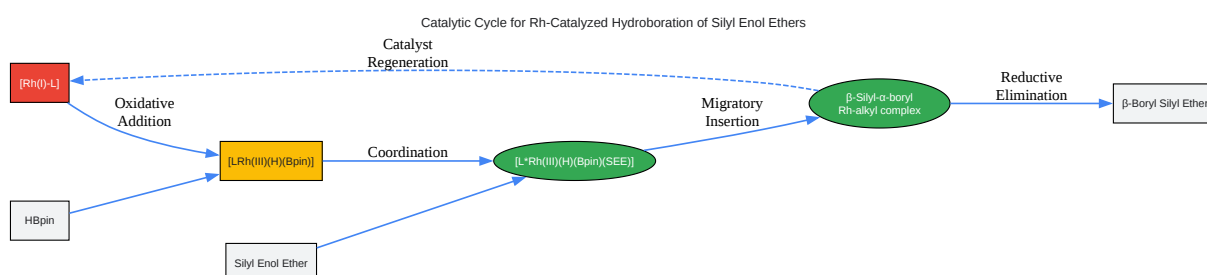 Catalytic Cycle for Rh-Catalyzed Hydroboration of Silyl Enol Ethers
Catalyst
Regeneration
[Rh(I)-L]
Oxidative
Addition
HBpin
[LRh(III)(H)(Bpin)]
Coordination
Silyl Enol Ether
[L*Rh(III)(H)(Bpin)(SEE)]
Migratory
Insertion
β-Silyl-α-boryl
Rh-alkyl complex
Reductive
Elimination
β-Boryl Silyl Ether